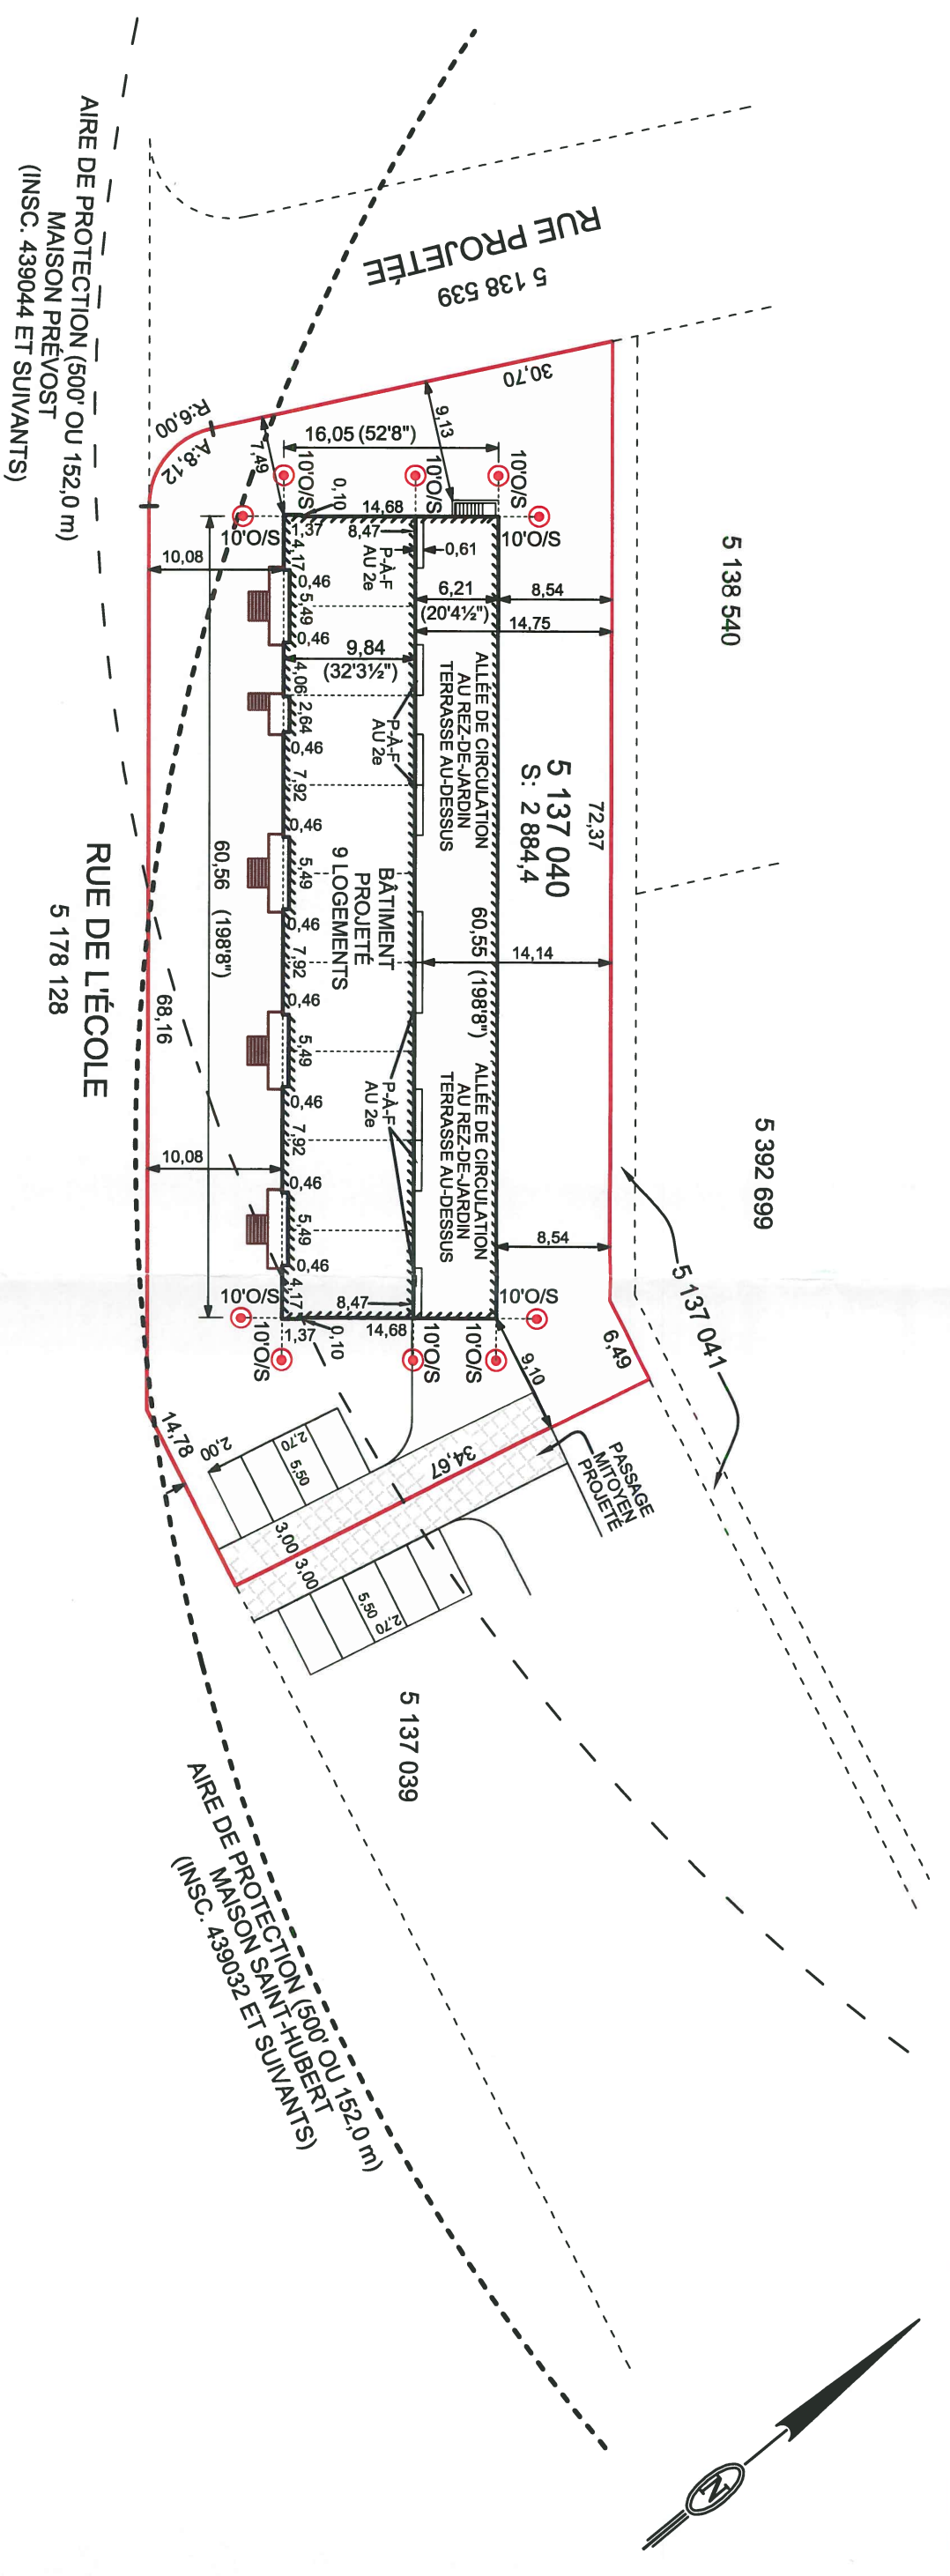 AIRE DE PROTECTION (500' OU 152,0 m)
MAISON PRÉVOST
(INSC. 439044 ET SUIVANTS)
RUE PROJETÉE
5 138 539
30,70
9,13
R:6,00
A:8,12
7,49
16,05 (52'8")
10'O/S
10'O/S
10'O/S
10'O/S
10'O/S
0,10
14,68
1,37
8,47
0,61
P-À-F
AU 2e
4,17
0,46
5,49
0,46
4,06
2,64
0,46
7,92
0,46
5,49
0,46
7,92
0,46
5,49
0,46
7,92
0,46
5,49
0,46
4,17
10,08
6,21
(20'4½")
8,54
14,75
9,84
(32'3½")
P-À-F
AU 2e
ALLÉE DE CIRCULATION
AU REZ-DE-JARDIN
TERRASSE AU-DESSUS
5 138 540
5 137 040
S: 2 884,4
72,37
BÂTIMENT
PROJETÉ
9 LOGEMENTS
60,55 (198'8")
14,14
60,56 (198'8")
RUE DE L'ÉCOLE
5 178 128
68,16
P-À-F
AU 2e
ALLÉE DE CIRCULATION
AU REZ-DE-JARDIN
TERRASSE AU-DESSUS
10,08
8,54
5 392 699
5 137 041
8,47
14,68
0,10
1,37
10'O/S
10'O/S
10'O/S
10'O/S
10'O/S
9,10
6,49
14,78
2,00
2,70
5,50
34,67
3,00
3,00
5,50
2,70
PASSAGE
MITOYEN
PROJETÉ
5 137 039
AIRE DE PROTECTION (500' OU 152,0 m)
MAISON SAINT-HUBERT
(INSC. 439032 ET SUIVANTS)
N